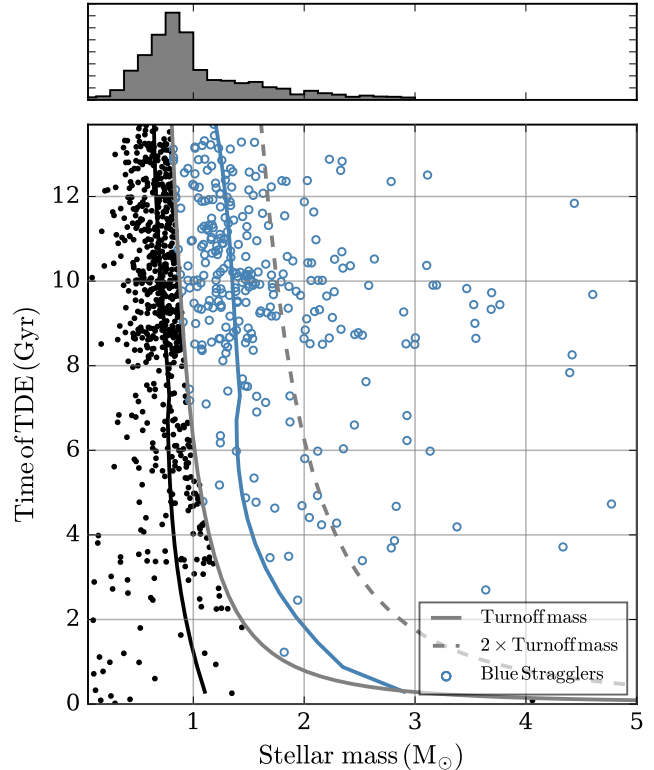 12
10
8
6
4
2
0
Time of TDE (Gyr)
Turnoff mass
2 × Turnoff mass
Blue Stragglers
1 2 3 4 5
Stellar mass (M⊙)